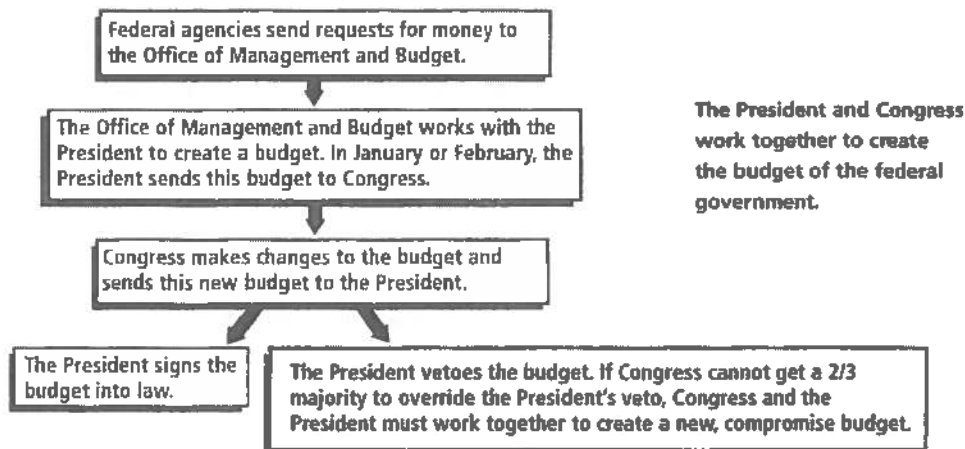 Federal agencies send requests for money to
the Office of Management and Budget.
The Office of Management and Budget works with the
President to create a budget. In January or February, the
President sends this budget to Congress.
The President and Congress
work together to create
the budget of the federal
government.
Congress makes changes to the budget and
sends this new budget to the President.
The President signs the
budget into law.
The President vetoes the budget. If Congress cannot get a 2/3
majority to override the President's veto, Congress and the
President must work together to create a new, compromise budget.